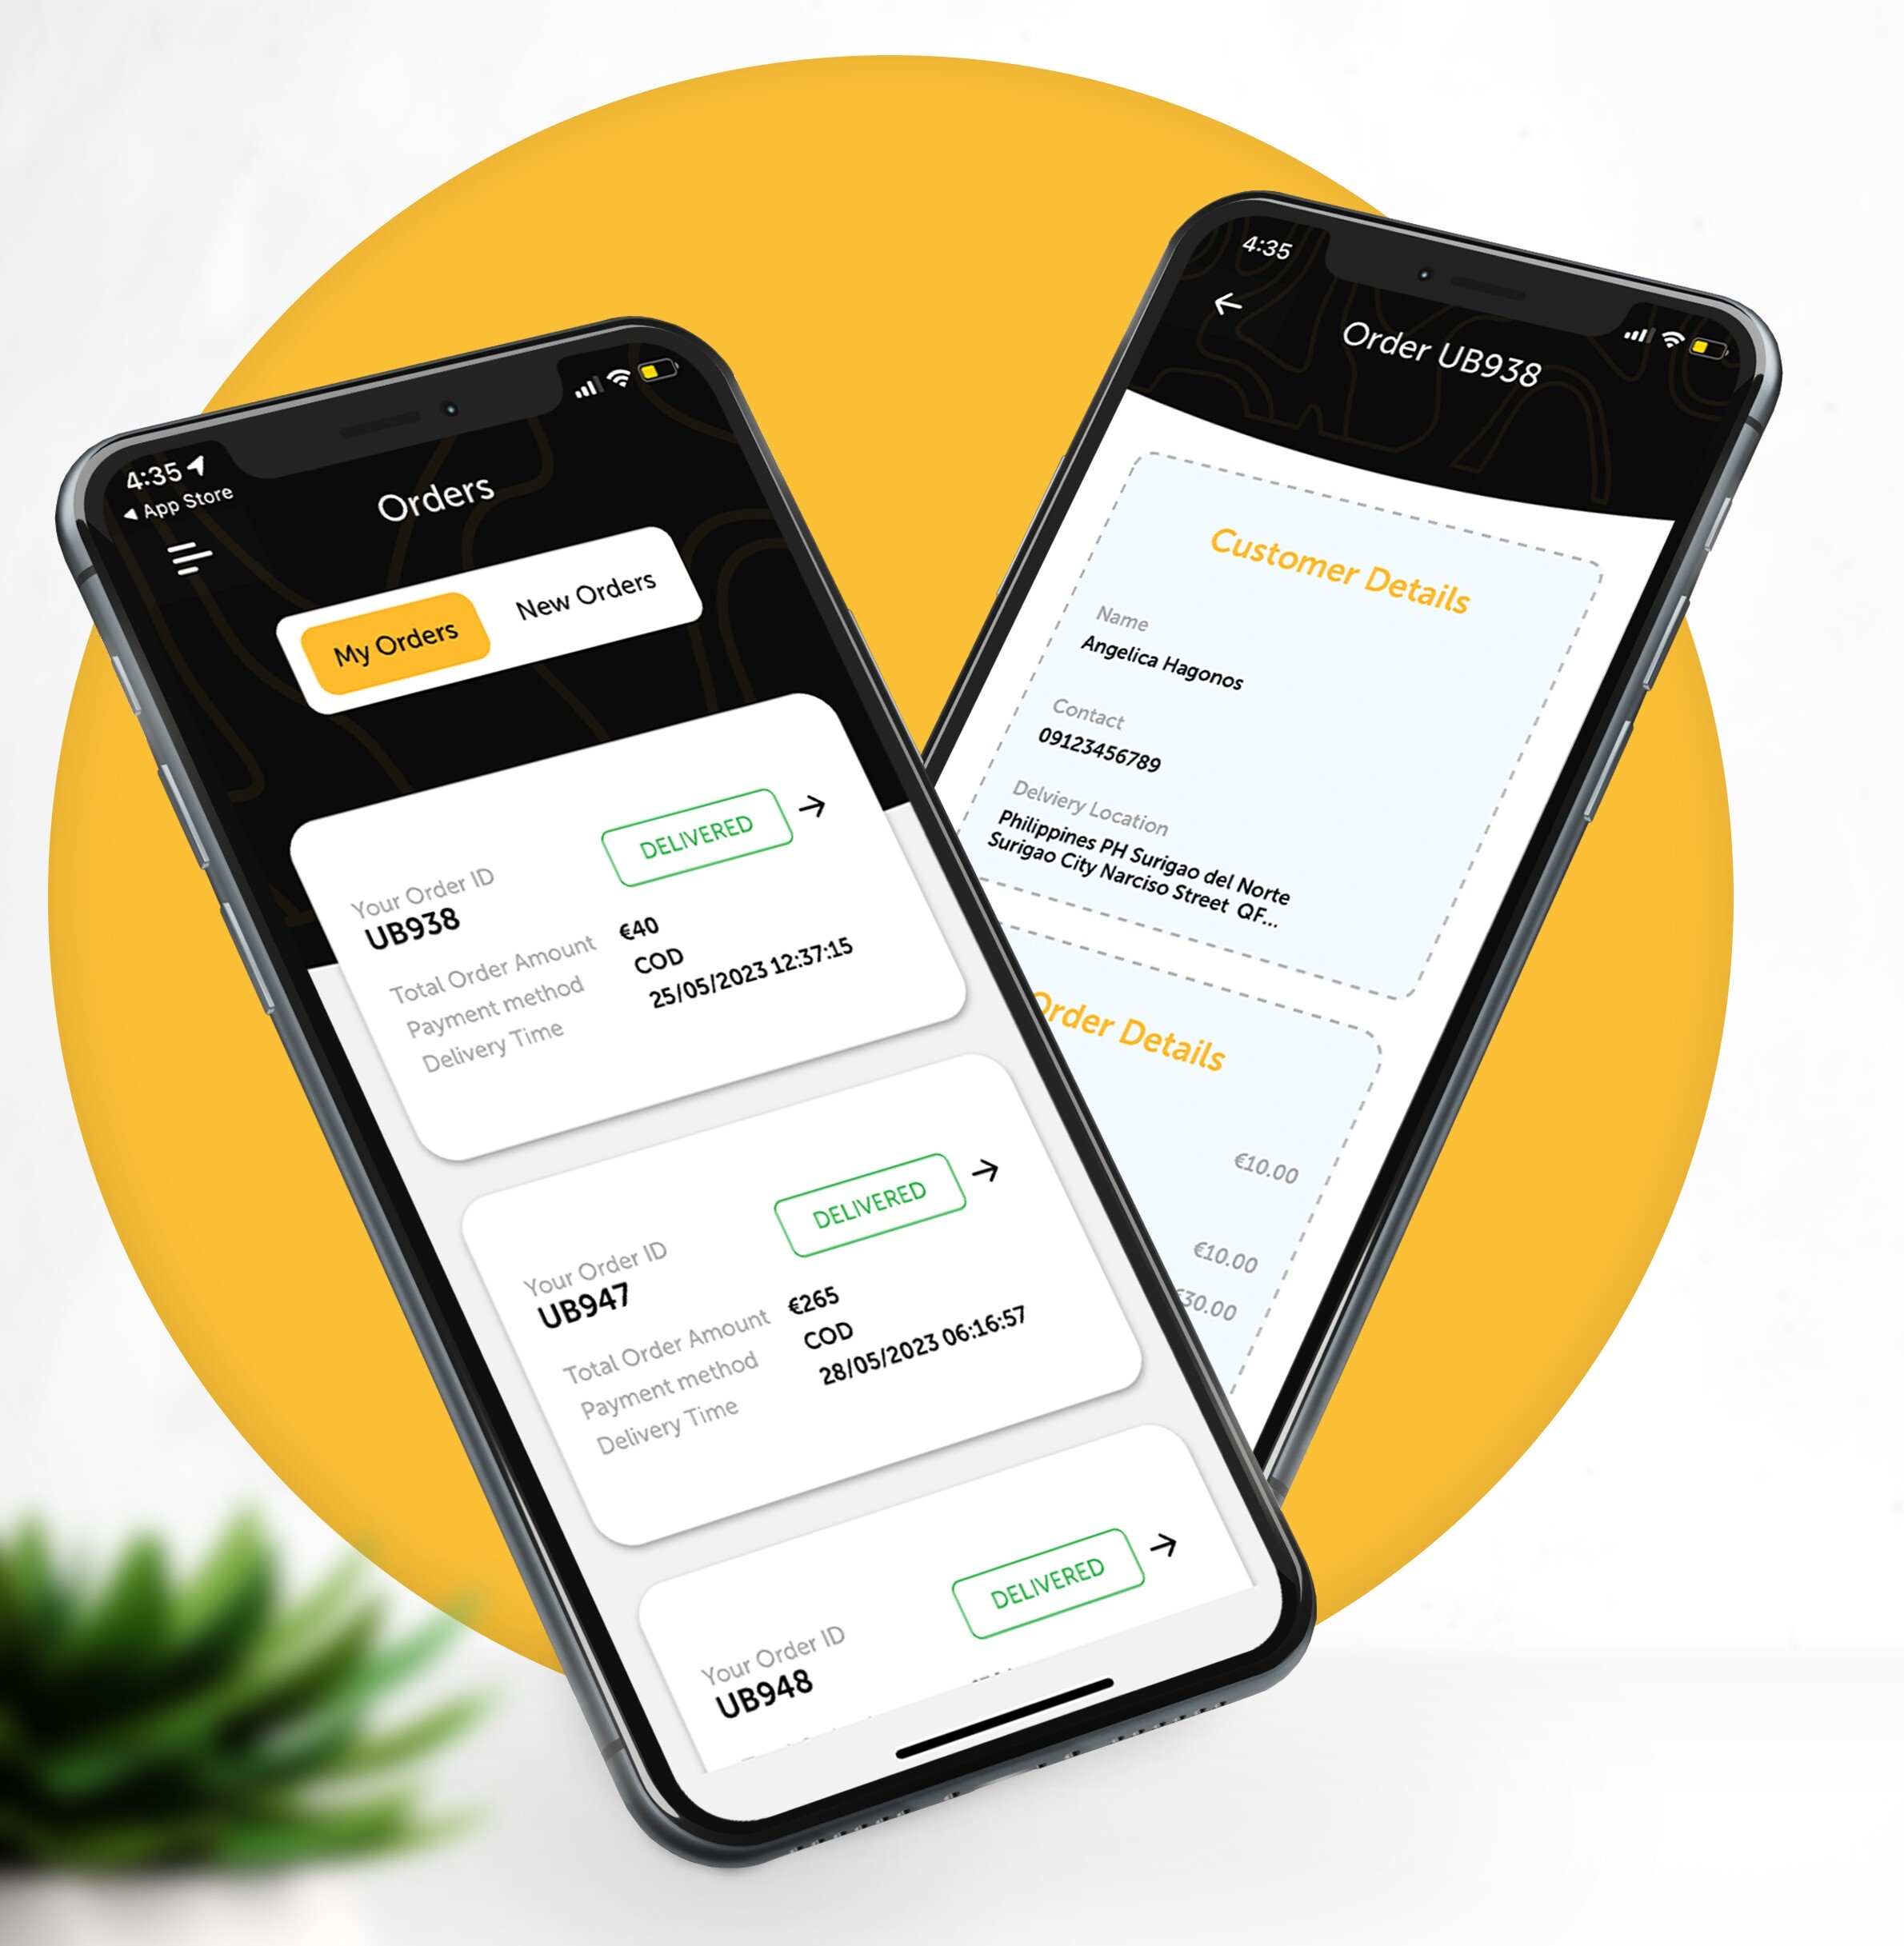 4:35
App Store
Orders
My Orders
New Orders
DELIVERED
Your Order ID
UB938
Total Order Amount €40
Payment method COD
Delivery Time 25/05/2023 12:37:15
DELIVERED
Your Order ID
UB947
Total Order Amount €265
Payment method COD
Delivery Time 28/05/2023 06:16:57
DELIVERED
Your Order ID
UB948
4:35
Order UB938
Customer Details
Name
Angelica Hagonos
Contact
09123456789
Delviery Location
Philippines PH Surigao del Norte
Surigao City Narciso Street QF...
Order Details
€10.00
€10.00
€30.00